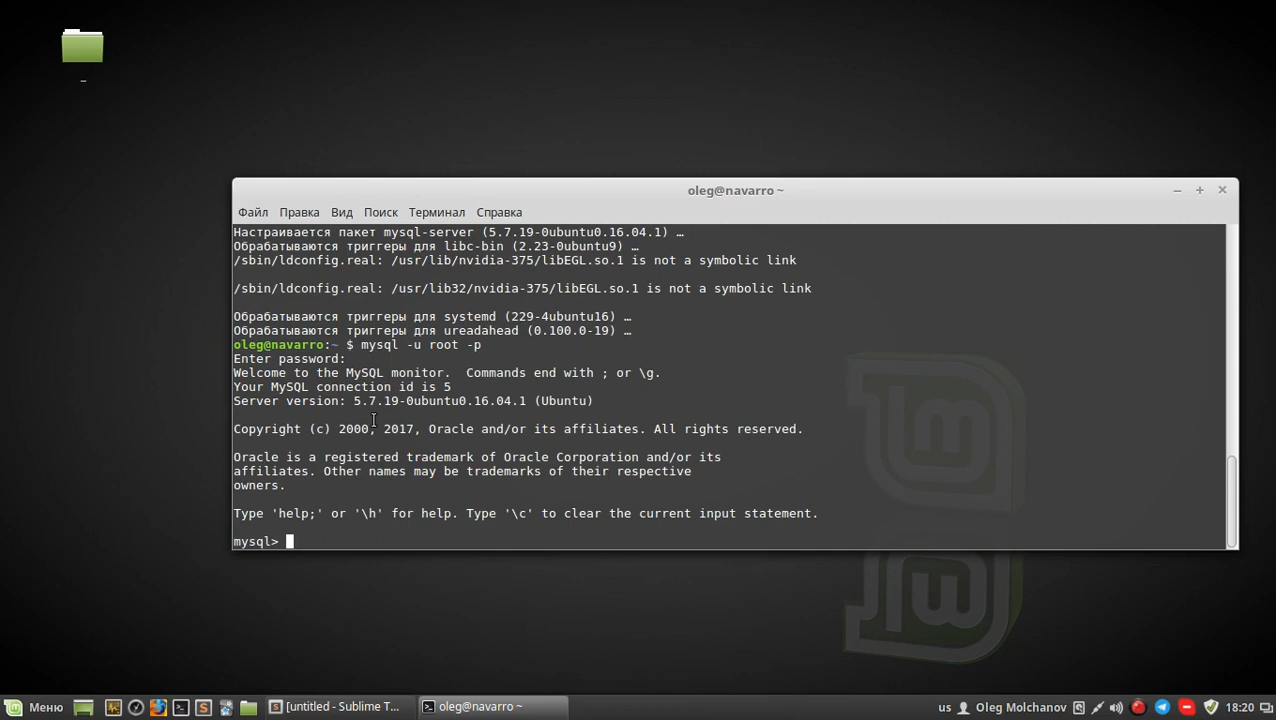 _
oleg@navarro ~
Файл Правка Вид Поиск Терминал Справка
Настраивается пакет mysql-server (5.7.19-0ubuntu0.16.04.1) …
Обрабатываются триггеры для libc-bin (2.23-0ubuntu9) …
/sbin/ldconfig.real: /usr/lib/nvidia-375/libEGL.so.1 is not a symbolic link
/sbin/ldconfig.real: /usr/lib32/nvidia-375/libEGL.so.1 is not a symbolic link
Обрабатываются триггеры для systemd (229-4ubuntu16) …
Обрабатываются триггеры для ureadahead (0.100.0-19) …
oleg@navarro:~ $ mysql -u root -p
Enter password:
Welcome to the MySQL monitor.  Commands end with ; or \g.
Your MySQL connection id is 5
Server version: 5.7.19-0ubuntu0.16.04.1 (Ubuntu)
Copyright (c) 2000, 2017, Oracle and/or its affiliates. All rights reserved.
Oracle is a registered trademark of Oracle Corporation and/or its
affiliates. Other names may be trademarks of their respective
owners.
Type 'help;' or '\h' for help. Type '\c' to clear the current input statement.
mysql>
Меню [untitled - Sublime T... oleg@navarro ~ us Oleg Molchanov 18:20